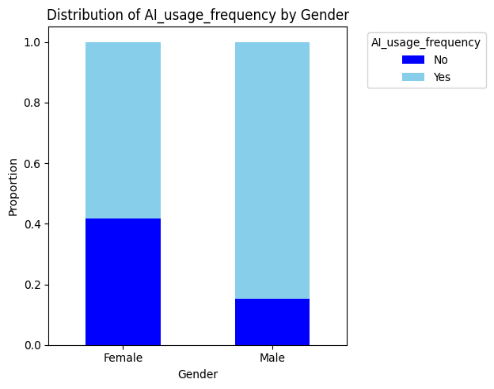 Distribution of AI_usage_frequency by Gender
AI_usage_frequency
No
Yes
1.0
0.8
0.6
0.4
0.2
0.0
Proportion
Female
Male
Gender